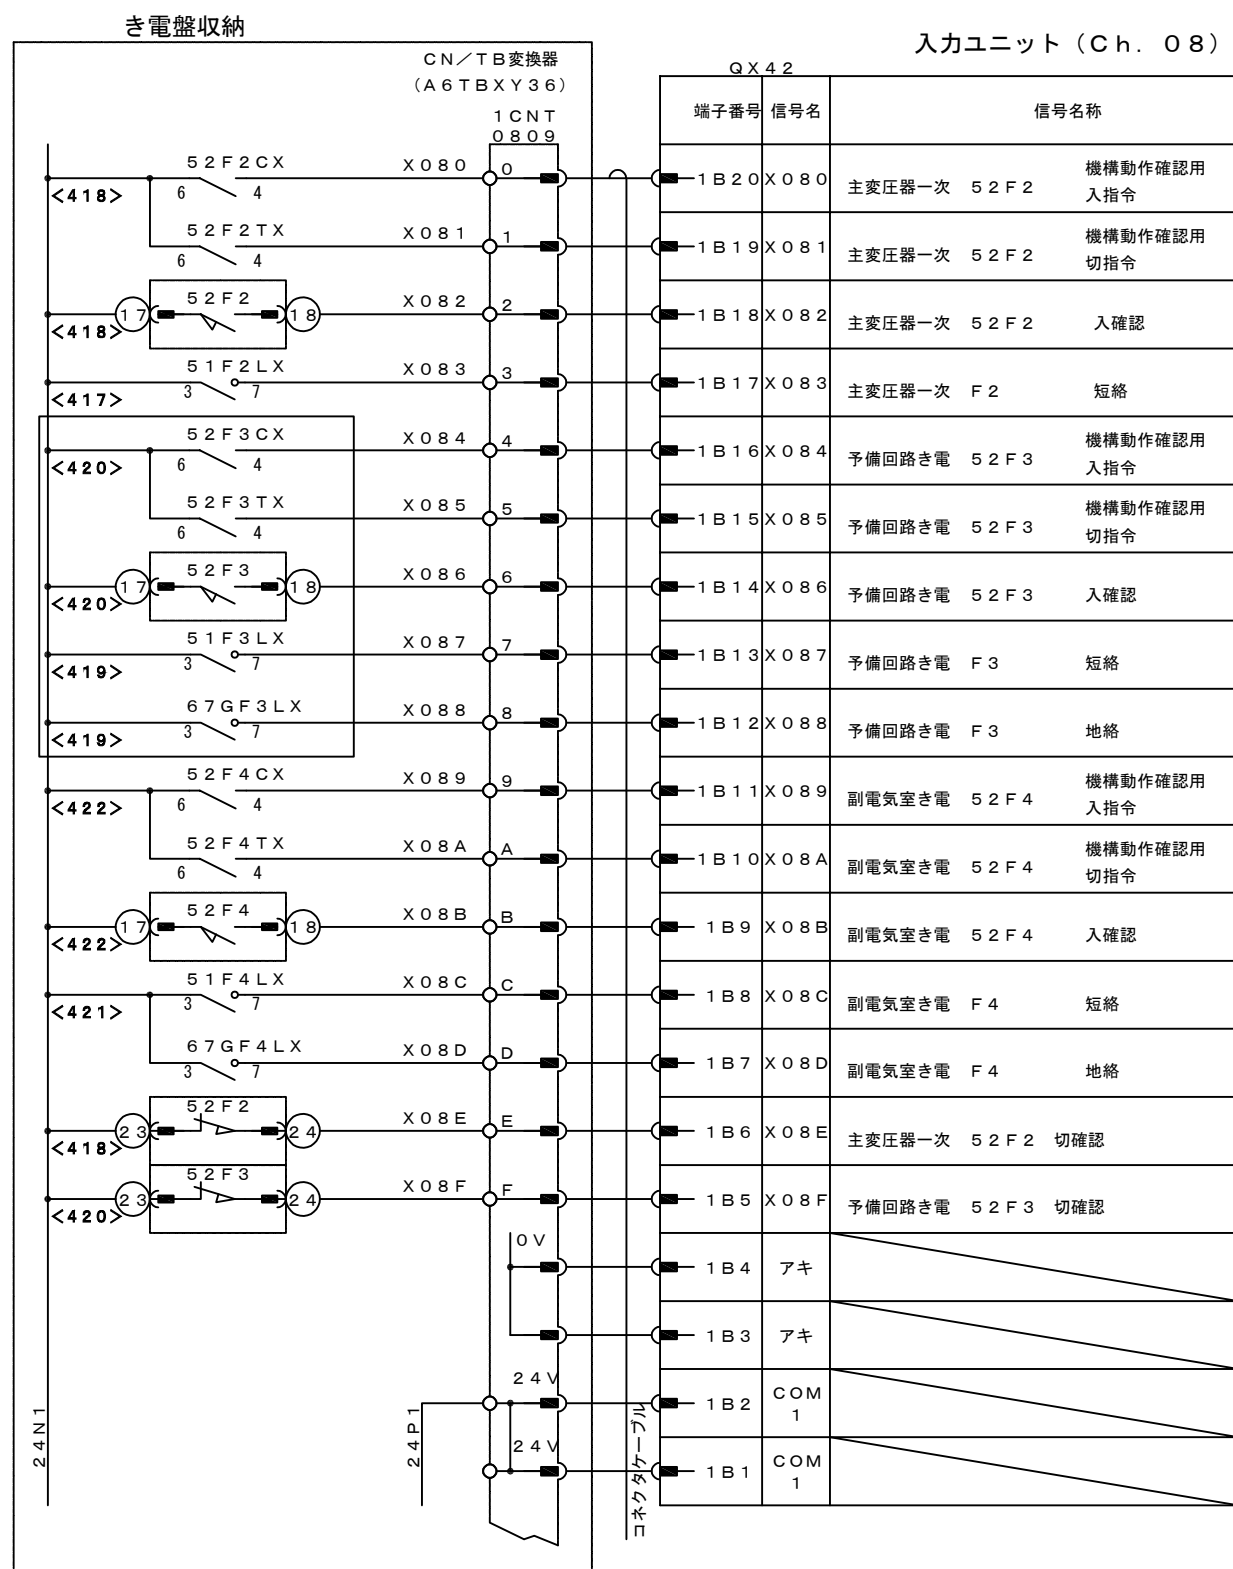 き電盤収納
入力ユニット（Ｃｈ．０８）
ＣＮ／ＴＢ変換器
（Ａ６ＴＢＸＹ３６）
１ＣＮＴ
０８０９
ＱＸ４２
端子番号 信号名 信号名称
５２Ｆ２ＣＸ 6 4 <418> Ｘ０８０ ０ １Ｂ２０ Ｘ０８０ 主変圧器一次 ５２Ｆ２ 機構動作確認用
入指令
５２Ｆ２ＴＸ 6 4 Ｘ０８１ １ １Ｂ１９ Ｘ０８１ 主変圧器一次 ５２Ｆ２ 機構動作確認用
切指令
１７ ５２Ｆ２ １８ <418> Ｘ０８２ ２ １Ｂ１８ Ｘ０８２ 主変圧器一次 ５２Ｆ２ 入確認
５１Ｆ２ＬＸ 3 7 <417> Ｘ０８３ ３ １Ｂ１７ Ｘ０８３ 主変圧器一次 Ｆ２ 短絡
５２Ｆ３ＣＸ 6 4 <420> Ｘ０８４ ４ １Ｂ１６ Ｘ０８４ 予備回路き電 ５２Ｆ３ 機構動作確認用
入指令
５２Ｆ３ＴＸ 6 4 Ｘ０８５ ５ １Ｂ１５ Ｘ０８５ 予備回路き電 ５２Ｆ３ 機構動作確認用
切指令
１７ ５２Ｆ３ １８ <420> Ｘ０８６ ６ １Ｂ１４ Ｘ０８６ 予備回路き電 ５２Ｆ３ 入確認
５１Ｆ３ＬＸ 3 7 <419> Ｘ０８７ ７ １Ｂ１３ Ｘ０８７ 予備回路き電 Ｆ３ 短絡
６７ＧＦ３ＬＸ 3 7 <419> Ｘ０８８ ８ １Ｂ１２ Ｘ０８８ 予備回路き電 Ｆ３ 地絡
５２Ｆ４ＣＸ 6 4 <422> Ｘ０８９ ９ １Ｂ１１ Ｘ０８９ 副電気室き電 ５２Ｆ４ 機構動作確認用
入指令
５２Ｆ４ＴＸ 6 4 Ｘ０８Ａ Ａ １Ｂ１０ Ｘ０８Ａ 副電気室き電 ５２Ｆ４ 機構動作確認用
切指令
１７ ５２Ｆ４ １８ <422> Ｘ０８Ｂ Ｂ １Ｂ９ Ｘ０８Ｂ 副電気室き電 ５２Ｆ４ 入確認
５１Ｆ４ＬＸ 3 7 <421> Ｘ０８Ｃ Ｃ １Ｂ８ Ｘ０８Ｃ 副電気室き電 Ｆ４ 短絡
６７ＧＦ４ＬＸ 3 7 Ｘ０８Ｄ Ｄ １Ｂ７ Ｘ０８Ｄ 副電気室き電 Ｆ４ 地絡
２３ ５２Ｆ２ ２４ <418> Ｘ０８Ｅ Ｅ １Ｂ６ Ｘ０８Ｅ 主変圧器一次 ５２Ｆ２ 切確認
２３ ５２Ｆ３ ２４ <420> Ｘ０８Ｆ Ｆ １Ｂ５ Ｘ０８Ｆ 予備回路き電 ５２Ｆ３ 切確認
０Ｖ １Ｂ４ アキ
１Ｂ３ アキ
２４Ｖ １Ｂ２ ＣＯＭ
１
２４Ｖ １Ｂ１ ＣＯＭ
１
２４Ｎ１
２４Ｐ１
コネクタケーブル